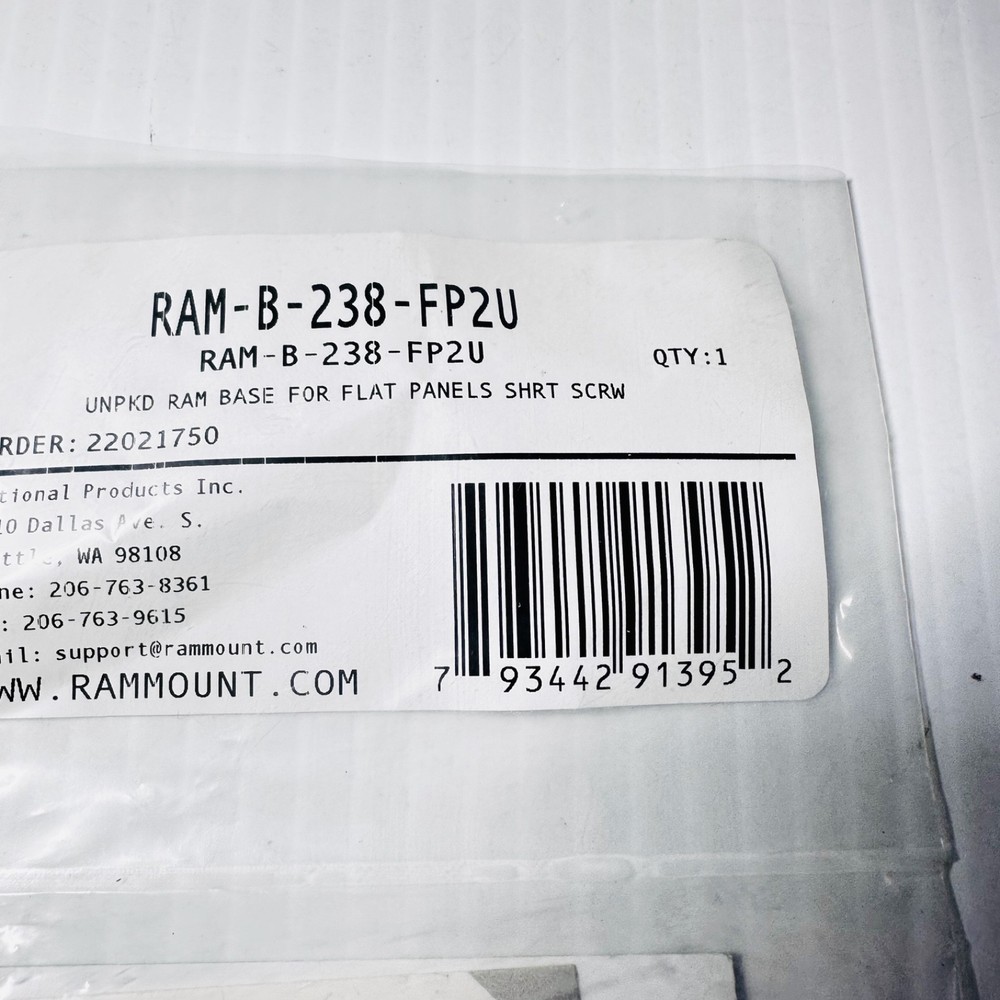 RAM-B-238-FP2U
RAM-B-238-FP2U QTY:1
UNPKD RAM BASE FOR FLAT PANELS SHRT SCRW
RDER: 22021750
tional Products Inc.
10 Dallas Ave. S.
WA 98108
ne: 206-763-8361
: 206-763-9615
il: support@rammount.com
WW.RAMMOUNT.COM
7 93442 91395 2